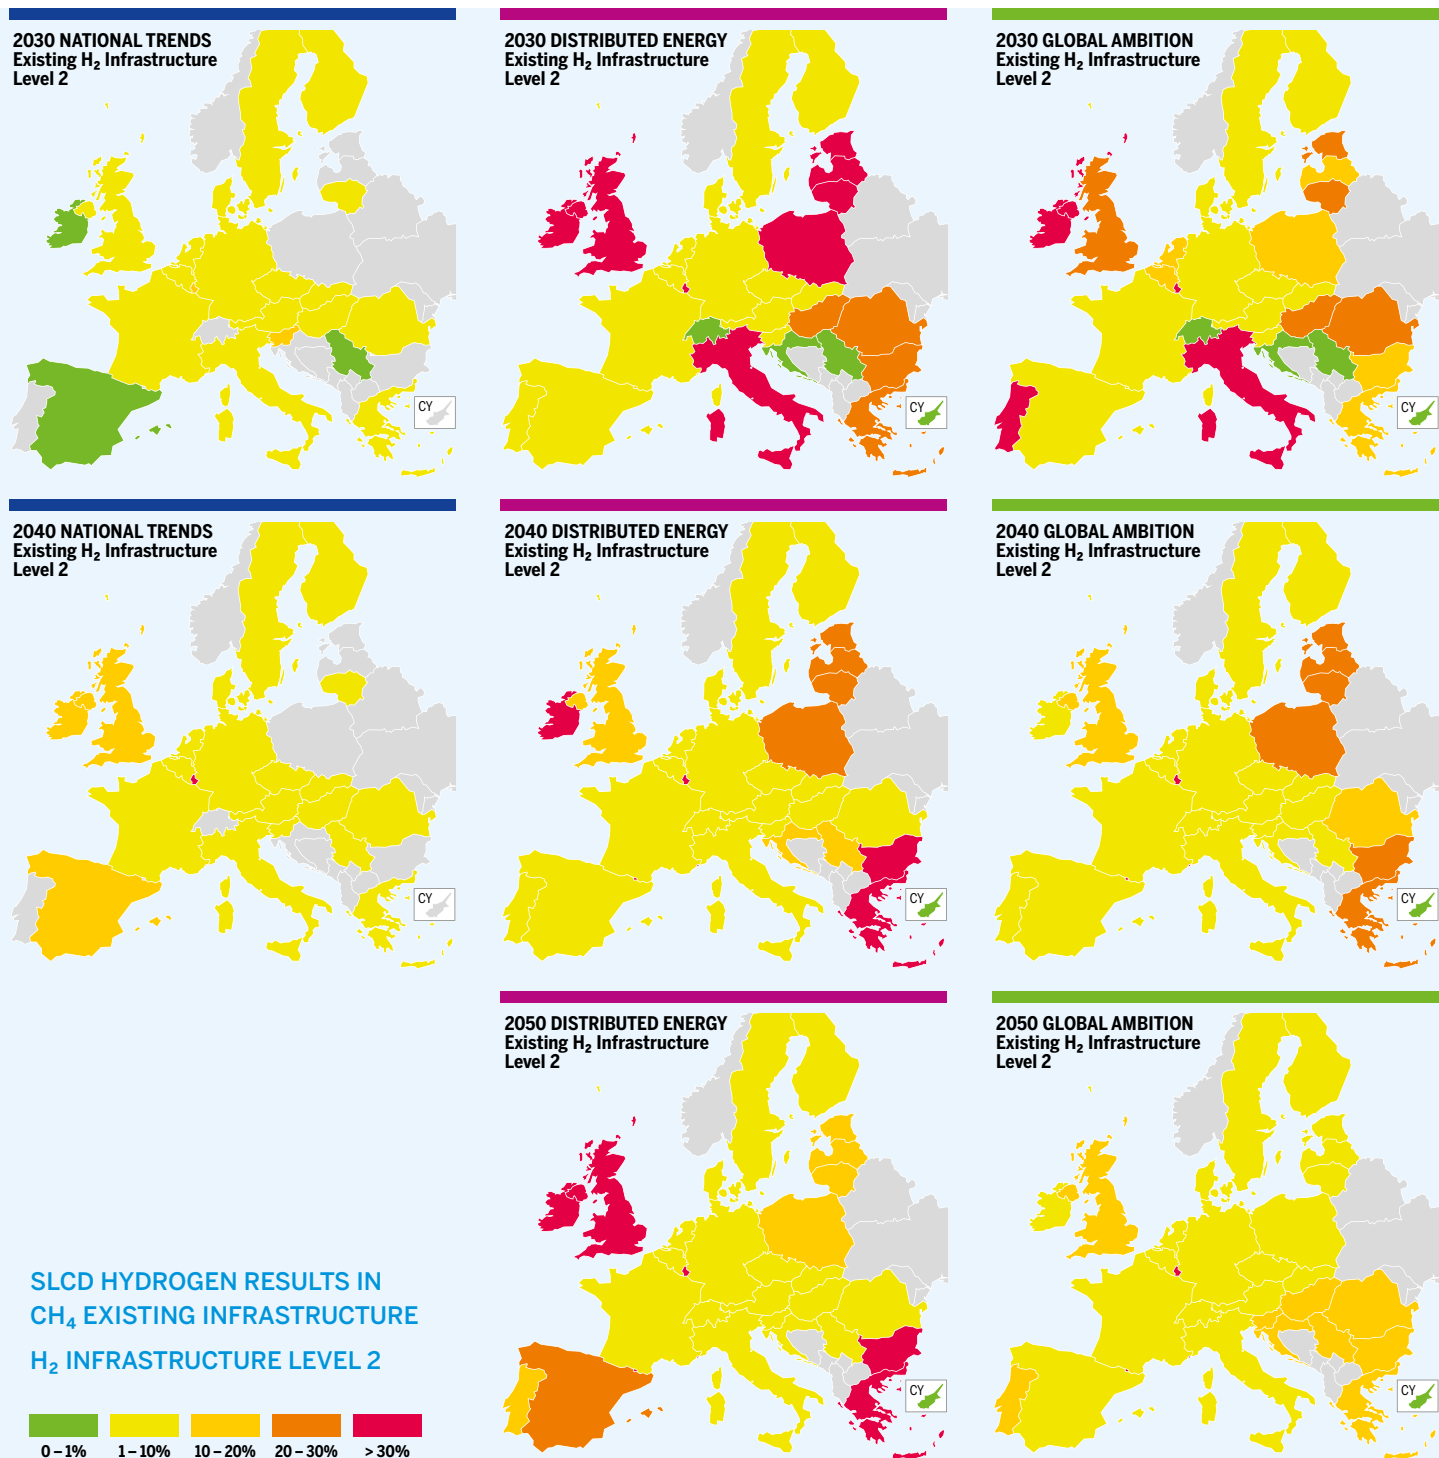 2030 NATIONAL TRENDS
Existing H₂ Infrastructure
Level 2
CY
2030 DISTRIBUTED ENERGY
Existing H₂ Infrastructure
Level 2
CY
2030 GLOBAL AMBITION
Existing H₂ Infrastructure
Level 2
CY
2040 NATIONAL TRENDS
Existing H₂ Infrastructure
Level 2
CY
2040 DISTRIBUTED ENERGY
Existing H₂ Infrastructure
Level 2
CY
2040 GLOBAL AMBITION
Existing H₂ Infrastructure
Level 2
CY
2050 DISTRIBUTED ENERGY
Existing H₂ Infrastructure
Level 2
CY
2050 GLOBAL AMBITION
Existing H₂ Infrastructure
Level 2
CY
SLCD HYDROGEN RESULTS IN
CH₄ EXISTING INFRASTRUCTURE
H₂ INFRASTRUCTURE LEVEL 2
0 – 1% 1 – 10% 10 – 20% 20 – 30% > 30%